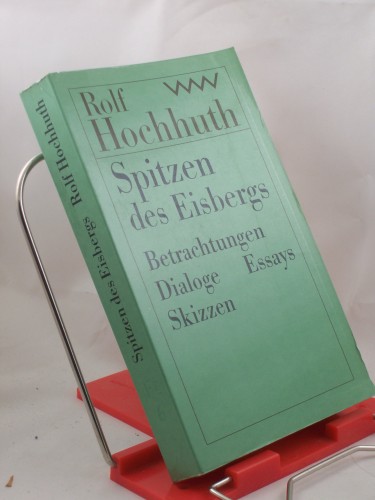 Rolf
Hochhuth
Spitzen
des Eisbergs
Betrachtungen
Dialoge Essays
Skizzen
Spitzen des Eisbergs Rolf Hochhuth